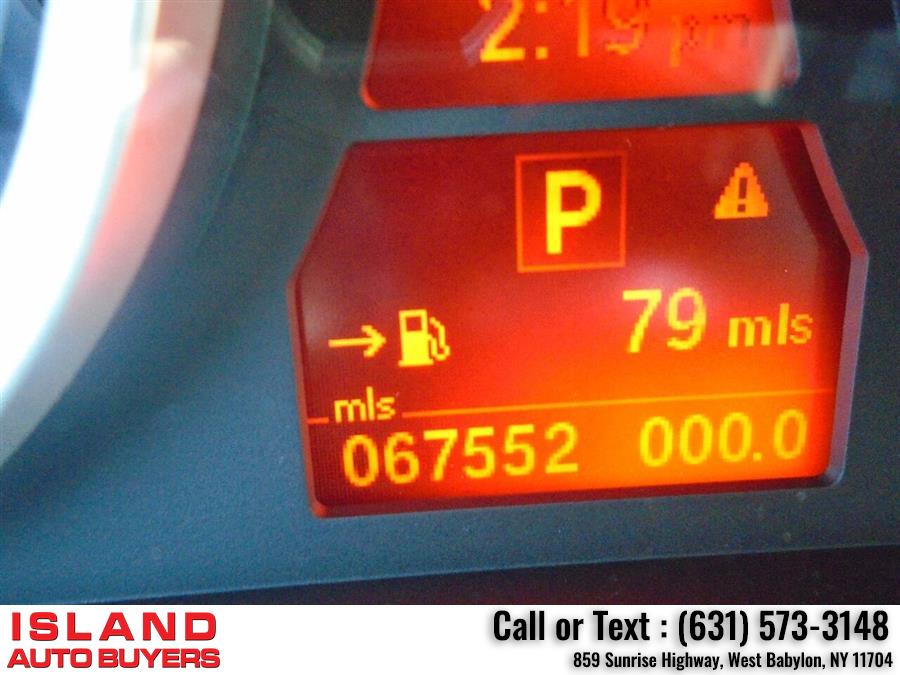 2:19 pm
P
79 mls
mls
067552 000.0
ISLAND
AUTO BUYERS
Call or Text : (631) 573-3148
859 Sunrise Highway, West Babylon, NY 11704